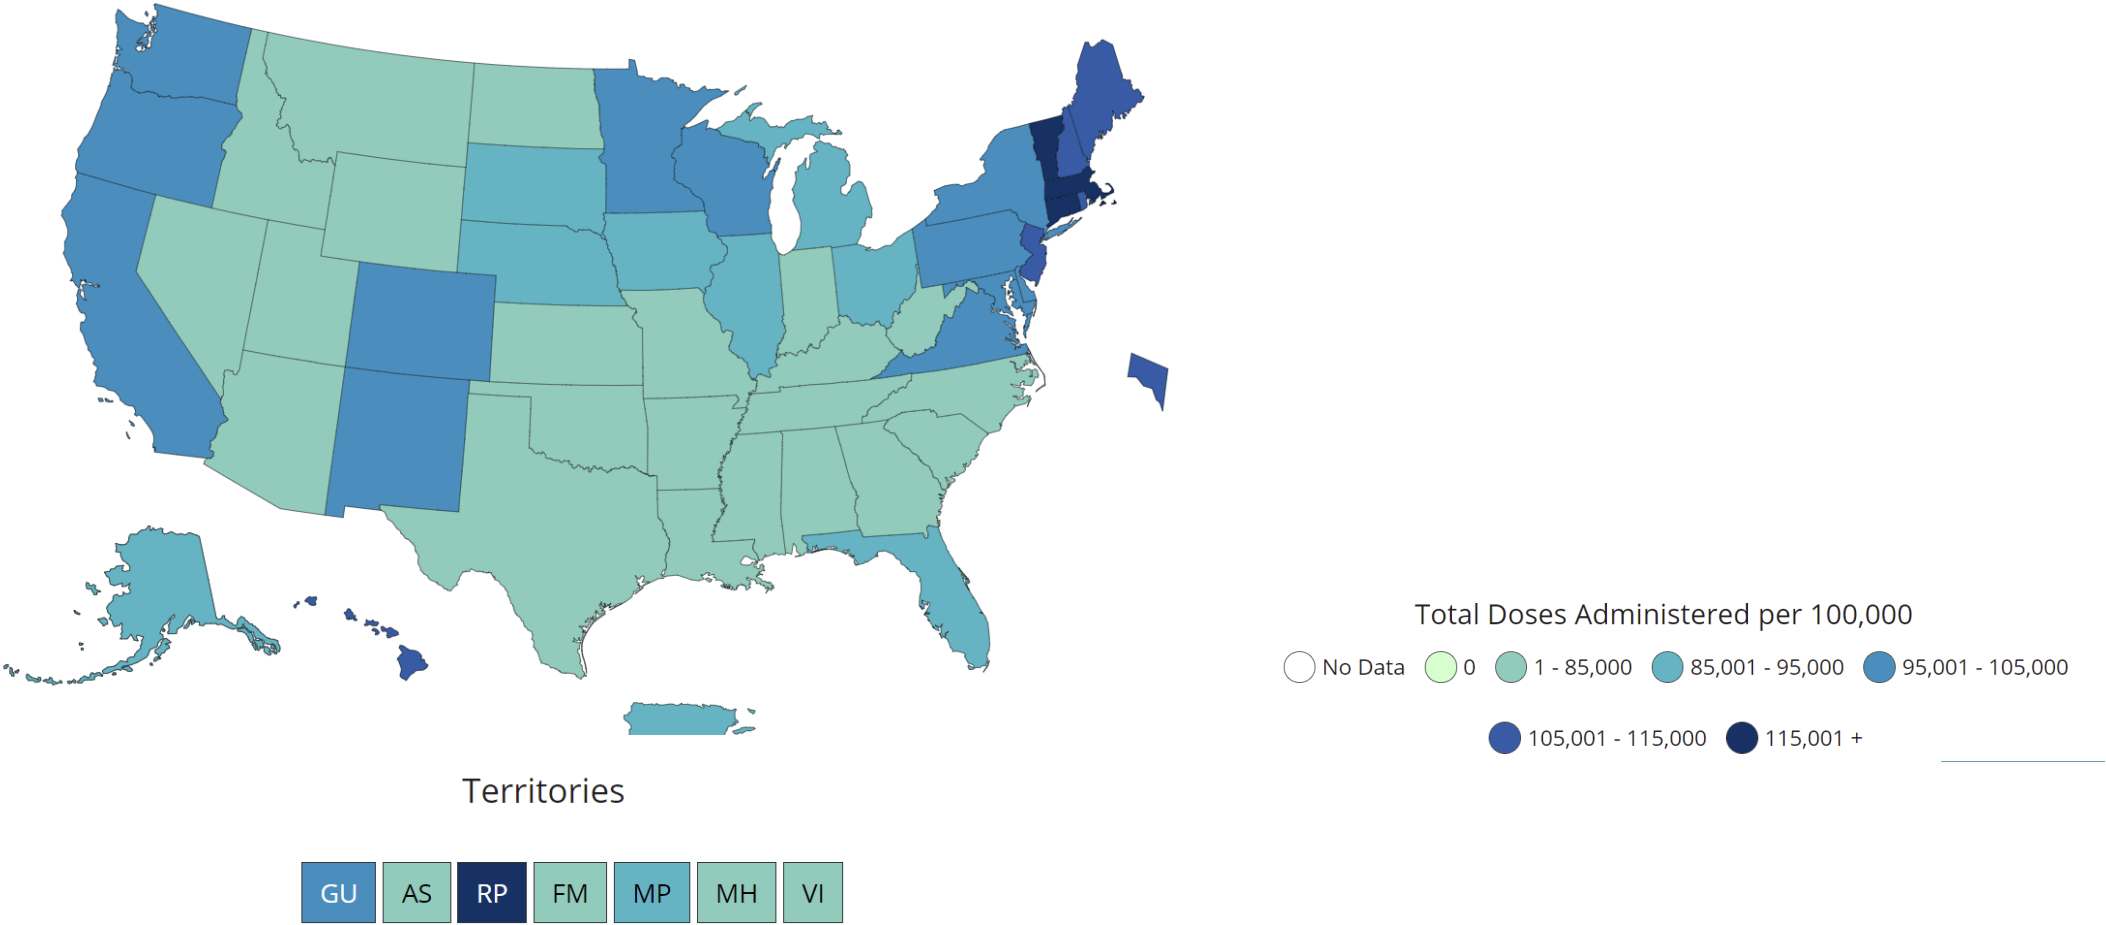 Total Doses Administered per 100,000
No Data 0 1 - 85,000 85,001 - 95,000 95,001 - 105,000
105,001 - 115,000 115,001 +
Territories
GU AS RP FM MP MH VI